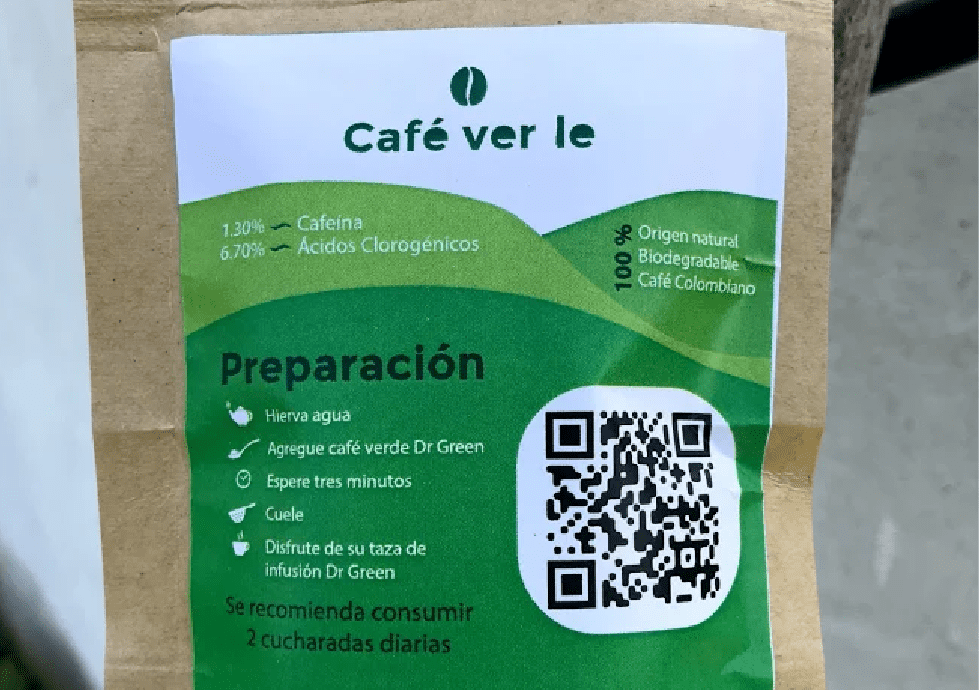 Café ver le
1.30% ~ Cafeína
6.70% ~ Ácidos Clorogénicos
100 %
Origen natural
Biodegradable
Café Colombiano
Preparación
Hierva agua
Agregue café verde Dr Green
Espere tres minutos
Cuele
Disfrute de su taza de
infusión Dr Green
Se recomienda consumir
2 cucharadas diarias